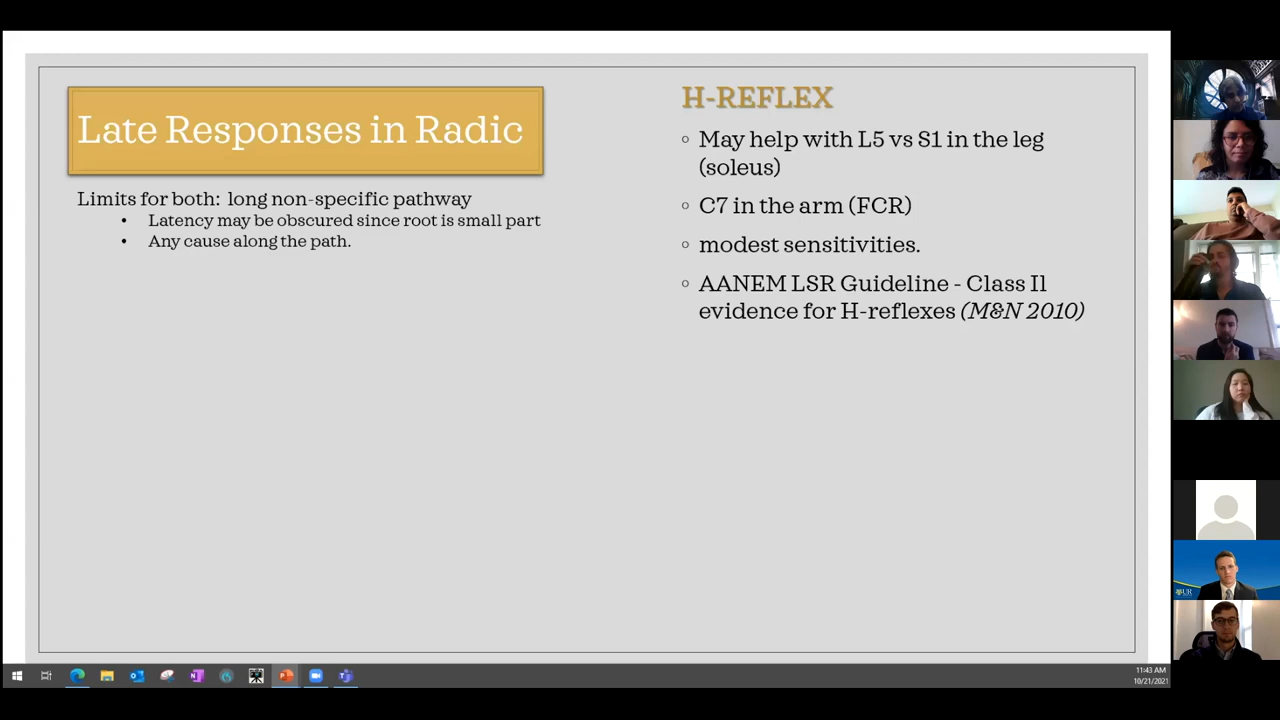 Late Responses in Radic
Limits for both: long non-specific pathway
• Latency may be obscured since root is small part
• Any cause along the path.
H-REFLEX
○ May help with L5 vs S1 in the leg
(soleus)
○ C7 in the arm (FCR)
○ modest sensitivities.
○ AANEM LSR Guideline - Class II
evidence for H-reflexes (M&N 2010)
UR
11:43 AM
10/21/2021